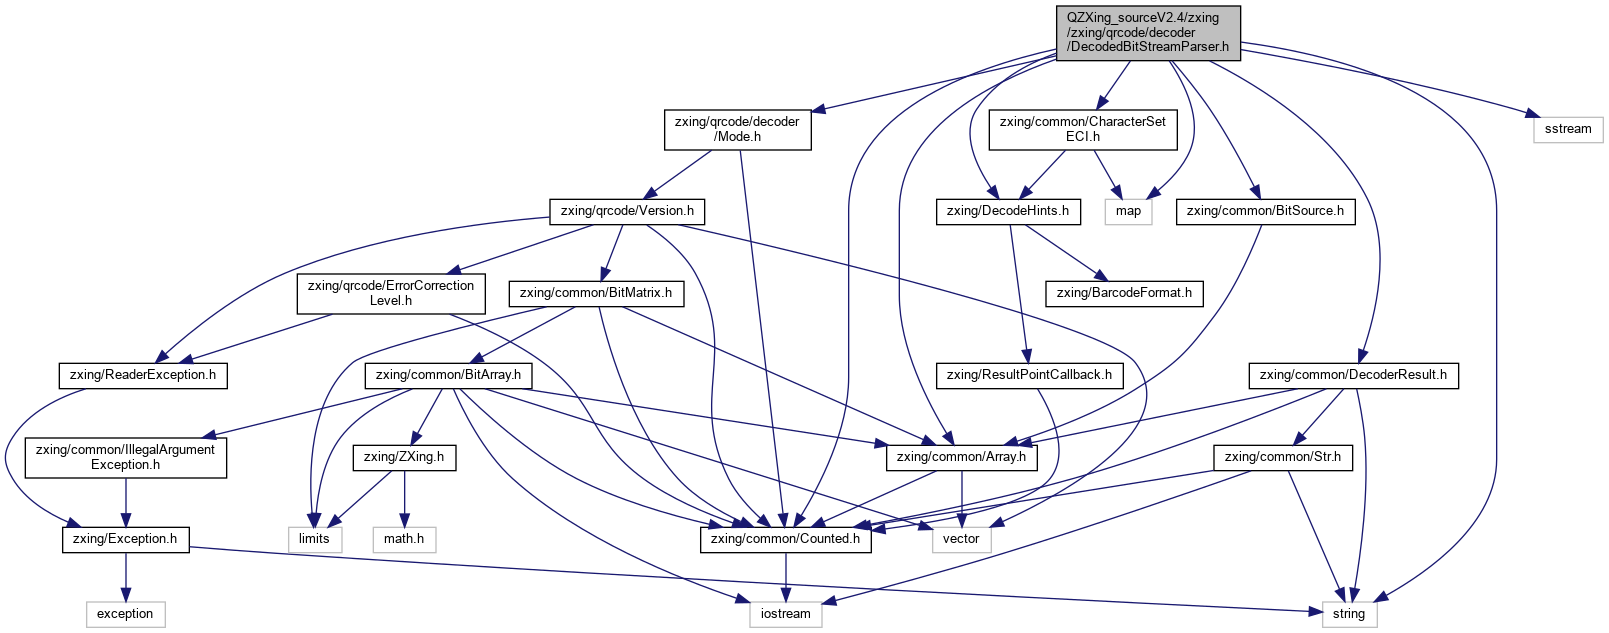 QZXing_sourceV2.4/zxing
/zxing/qrcode/decoder
/DecodedBitStreamParser.h
zxing/qrcode/decoder
/Mode.h
zxing/common/CharacterSet
ECI.h
sstream
zxing/qrcode/Version.h
zxing/DecodeHints.h
map
zxing/common/BitSource.h
zxing/qrcode/ErrorCorrection
Level.h
zxing/common/BitMatrix.h
zxing/BarcodeFormat.h
zxing/ReaderException.h
zxing/common/BitArray.h
zxing/ResultPointCallback.h
zxing/common/DecoderResult.h
zxing/common/IllegalArgument
Exception.h
zxing/ZXing.h
zxing/common/Array.h
zxing/common/Str.h
zxing/Exception.h
limits
math.h
zxing/common/Counted.h
vector
exception
iostream
string